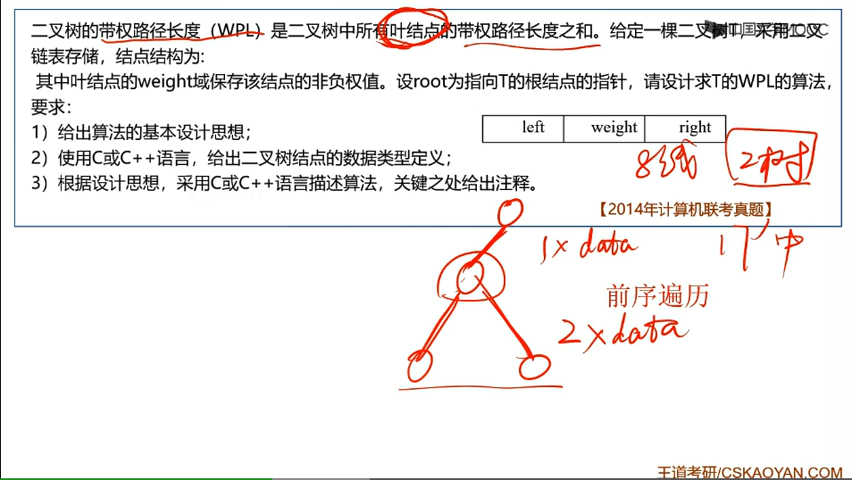 二叉树的带权路径长度（WPL）是二叉树中所有叶结点的带权路径长度之和。给定一棵二叉树T，采用二叉
链表存储，结点结构为:
其中叶结点的weight域保存该结点的非负权值。设root为指向T的根结点的指针，请设计求T的WPL的算法，
要求:
left weight right
1）给出算法的基本设计思想；
2）使用C或C++语言，给出二叉树结点的数据类型定义；
3）根据设计思想，采用C或C++语言描述算法，关键之处给出注释。
【2014年计算机联考真题】
1x data
前序遍历
2xdata
王道考研/CSKAOYAN.COM